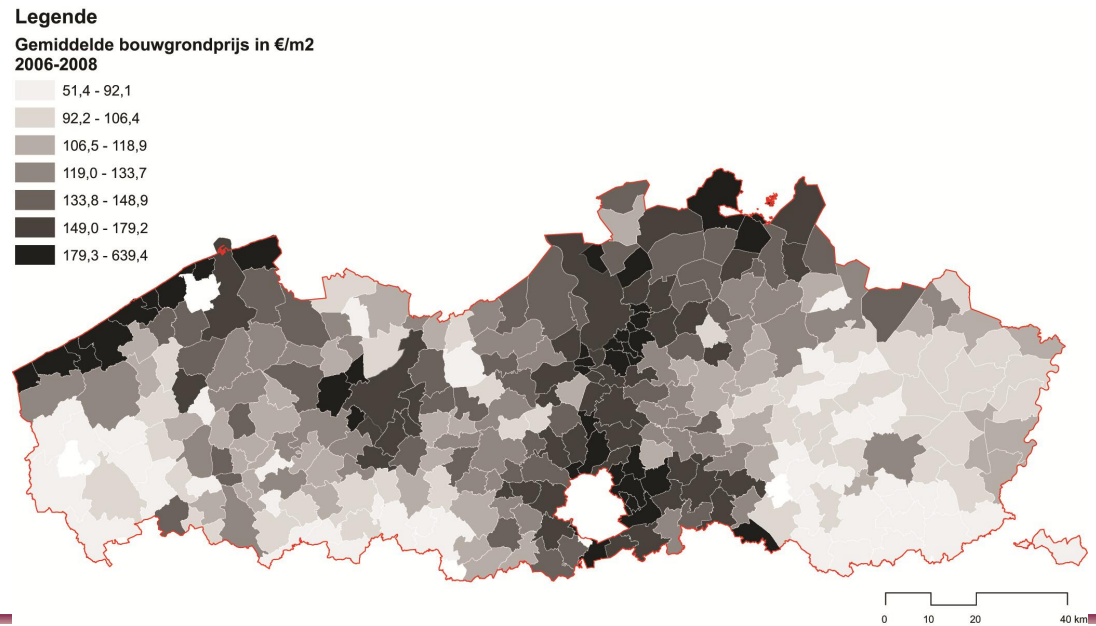 Legende
Gemiddelde bouwgrondprijs in €/m2
2006-2008
51,4 - 92,1
92,2 - 106,4
106,5 - 118,9
119,0 - 133,7
133,8 - 148,9
149,0 - 179,2
179,3 - 639,4
0 10 20 40 km